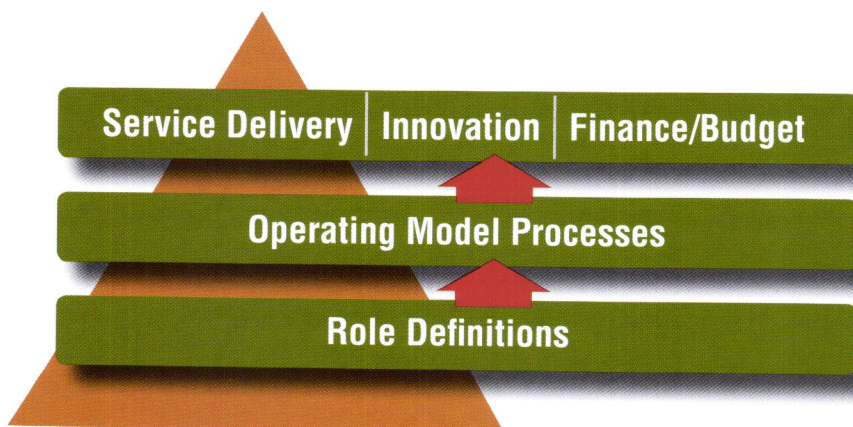 Service Delivery | Innovation | Finance/Budget
Operating Model Processes
Role Definitions